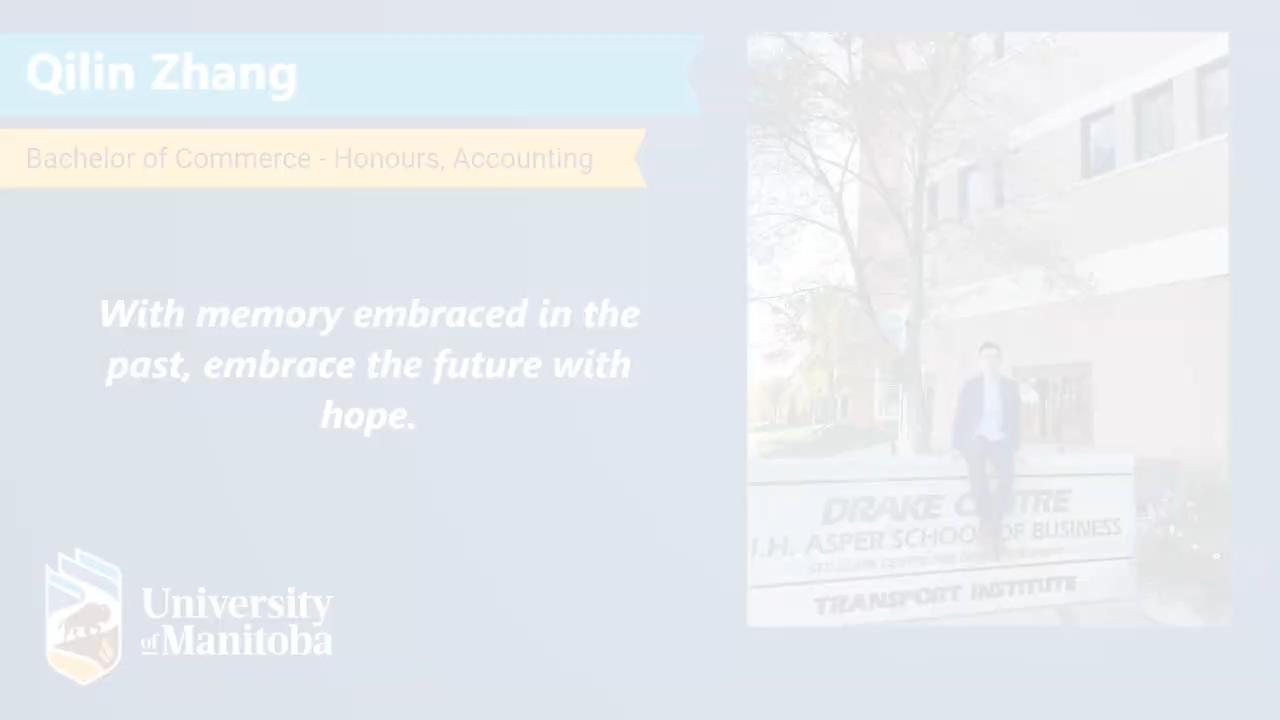 Qilin Zhang
Bachelor of Commerce - Honours, Accounting
With memory embraced in the
past, embrace the future with
hope.
University
of Manitoba
DRAKE
I.H. ASPER SCHOOL OF BUSINESS
TRANSPORT INSTITUTE